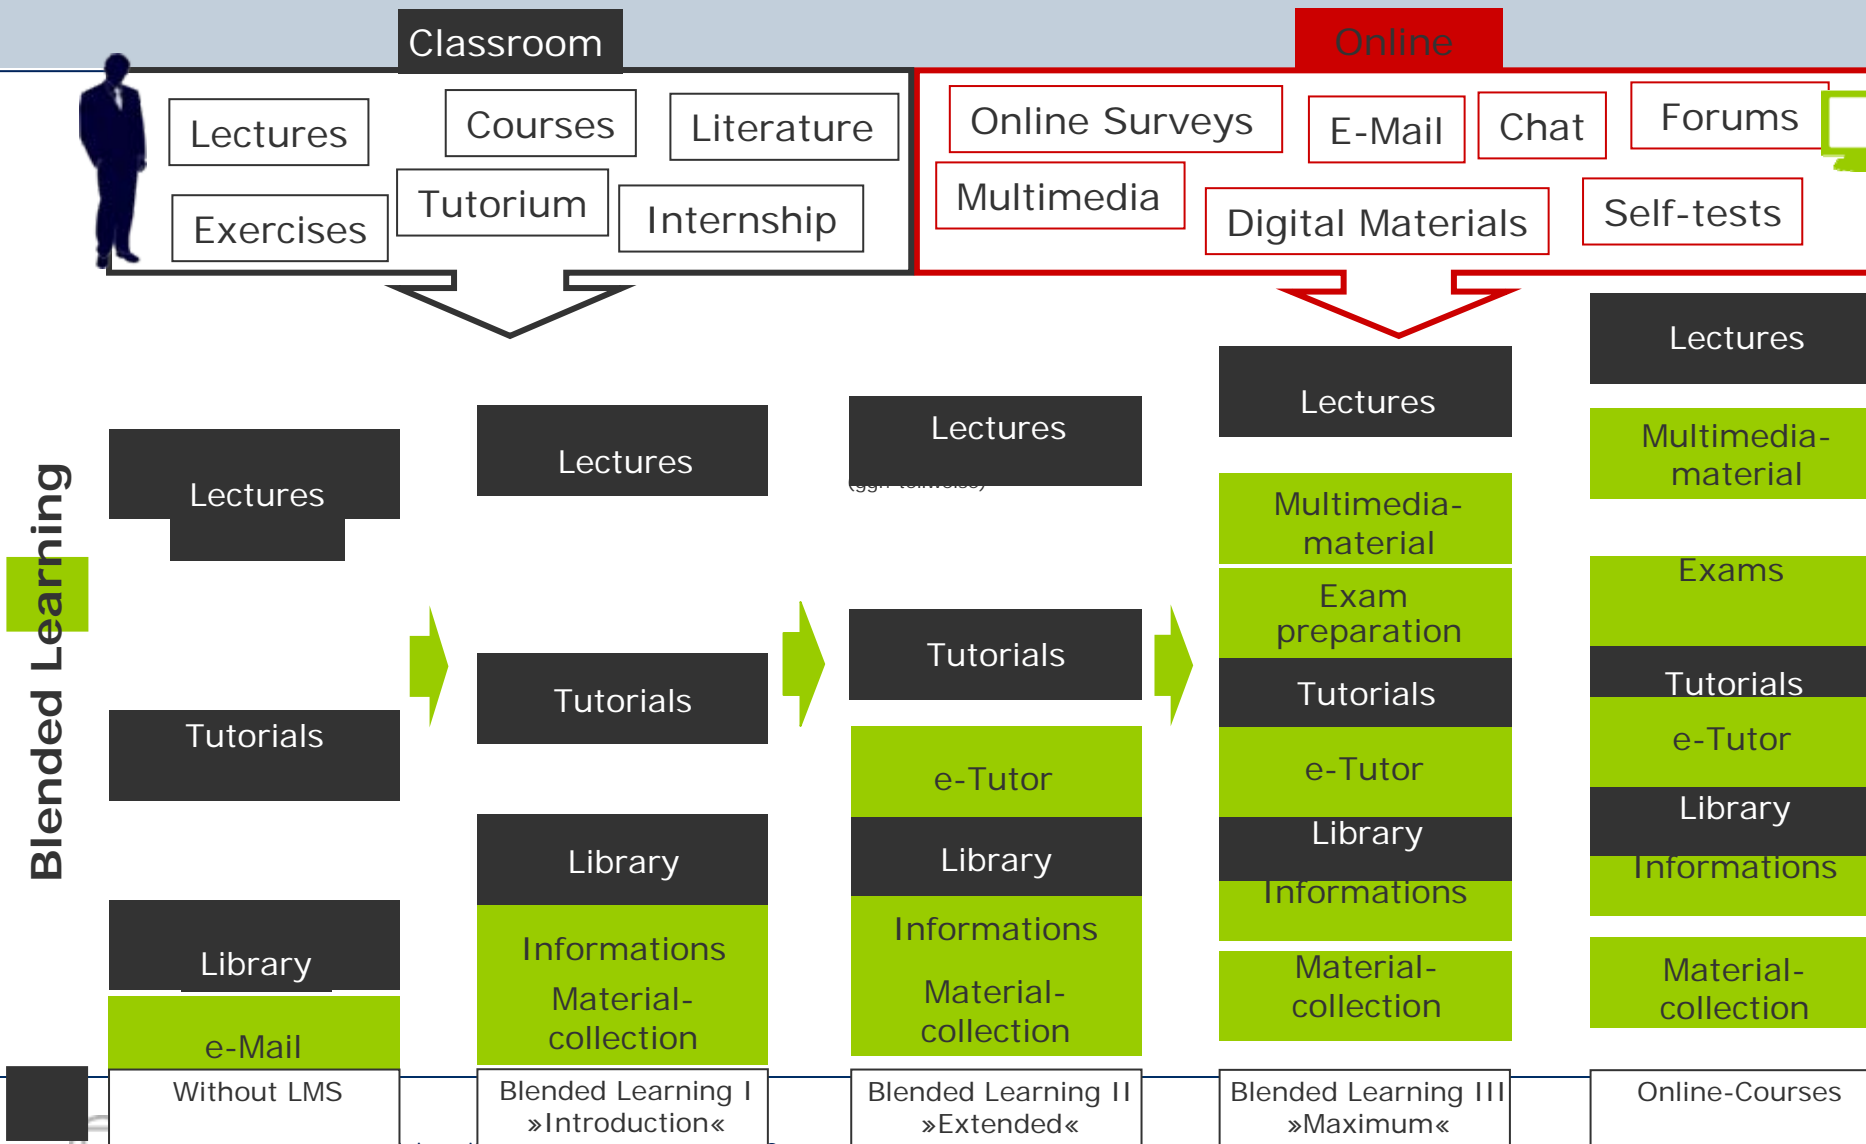 Classroom
Online
Lectures
Courses
Literature
Exercises
Tutorium
Internship
Online Surveys
E-Mail
Chat
Forums
Multimedia
Digital Materials
Self-tests
Blended Learning
Lectures
Tutorials
Library
e-Mail
Without LMS
Lectures
Tutorials
Library
Informations
Material-
collection
Blended Learning I
»Introduction«
Lectures
Tutorials
e-Tutor
Library
Informations
Material-
collection
Blended Learning II
»Extended«
Lectures
Multimedia-
material
Exam
preparation
Tutorials
e-Tutor
Library
Informations
Material-
collection
Blended Learning III
»Maximum«
Lectures
Multimedia-
material
Exams
Tutorials
e-Tutor
Library
Informations
Material-
collection
Online-Courses